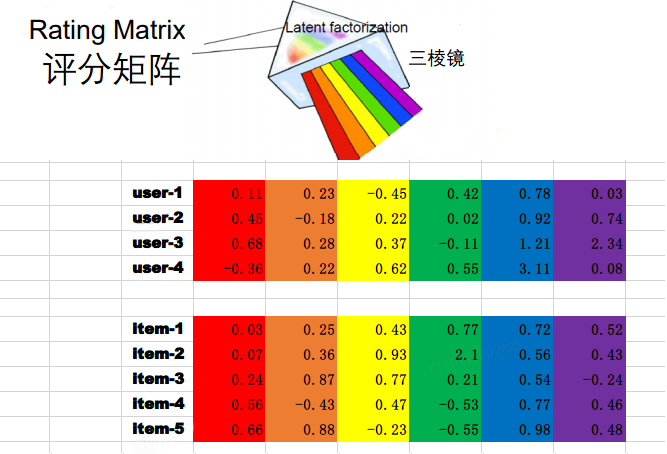 Rating Matrix
评分矩阵
Latent factorization
三棱镜
user-1 0.11 0.23 -0.45 0.42 0.78 0.03
user-2 0.45 -0.18 0.22 0.02 0.92 0.74
user-3 0.68 0.28 0.37 -0.11 1.21 2.34
user-4 -0.36 0.22 0.62 0.55 3.11 0.08
item-1 0.03 0.25 0.43 0.77 0.72 0.52
item-2 0.07 0.36 0.93 2.1 0.56 0.43
item-3 0.24 0.87 0.77 0.21 0.54 -0.24
item-4 0.56 -0.43 0.47 -0.53 0.77 0.46
item-5 0.66 0.88 -0.23 -0.55 0.98 0.48